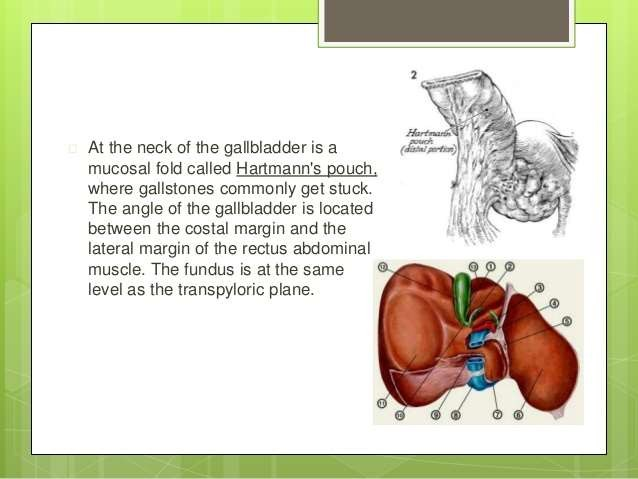 At the neck of the gallbladder is a
mucosal fold called Hartmann's pouch,
where gallstones commonly get stuck.
The angle of the gallbladder is located
between the costal margin and the
lateral margin of the rectus abdominal
muscle. The fundus is at the same
level as the transpyloric plane.
2
Hartmann
pouch
(distal portion)
12
13
1
2
3
4
5
11
10
9
8
7
6